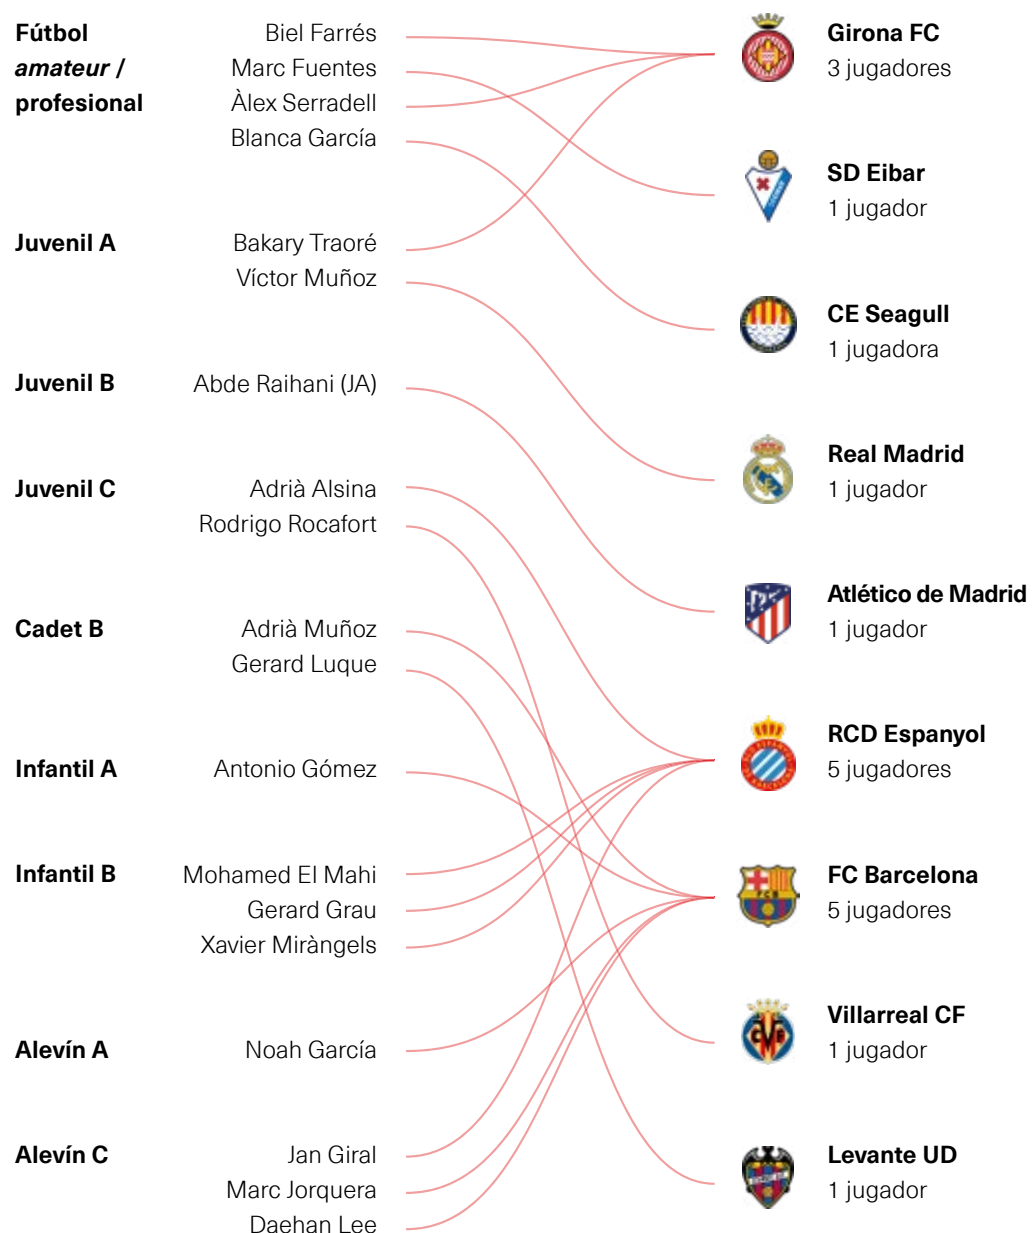 Fútbol
amateur /
profesional
Biel Farrés
Marc Fuentes
Àlex Serradell
Blanca García
Girona FC
3 jugadores
SD Eibar
1 jugador
Juvenil A
Bakary Traoré
Víctor Muñoz
CE Seagull
1 jugadora
Juvenil B
Abde Raihani (JA)
Real Madrid
1 jugador
Juvenil C
Adrià Alsina
Rodrigo Rocafort
Atlético de Madrid
1 jugador
Cadet B
Adrià Muñoz
Gerard Luque
RCD Espanyol
5 jugadores
Infantil A
Antonio Gómez
Infantil B
Mohamed El Mahi
Gerard Grau
Xavier Miràngels
FC Barcelona
5 jugadores
Villarreal CF
1 jugador
Alevín A
Noah García
Alevín C
Jan Giral
Marc Jorquera
Daehan Lee
Levante UD
1 jugador